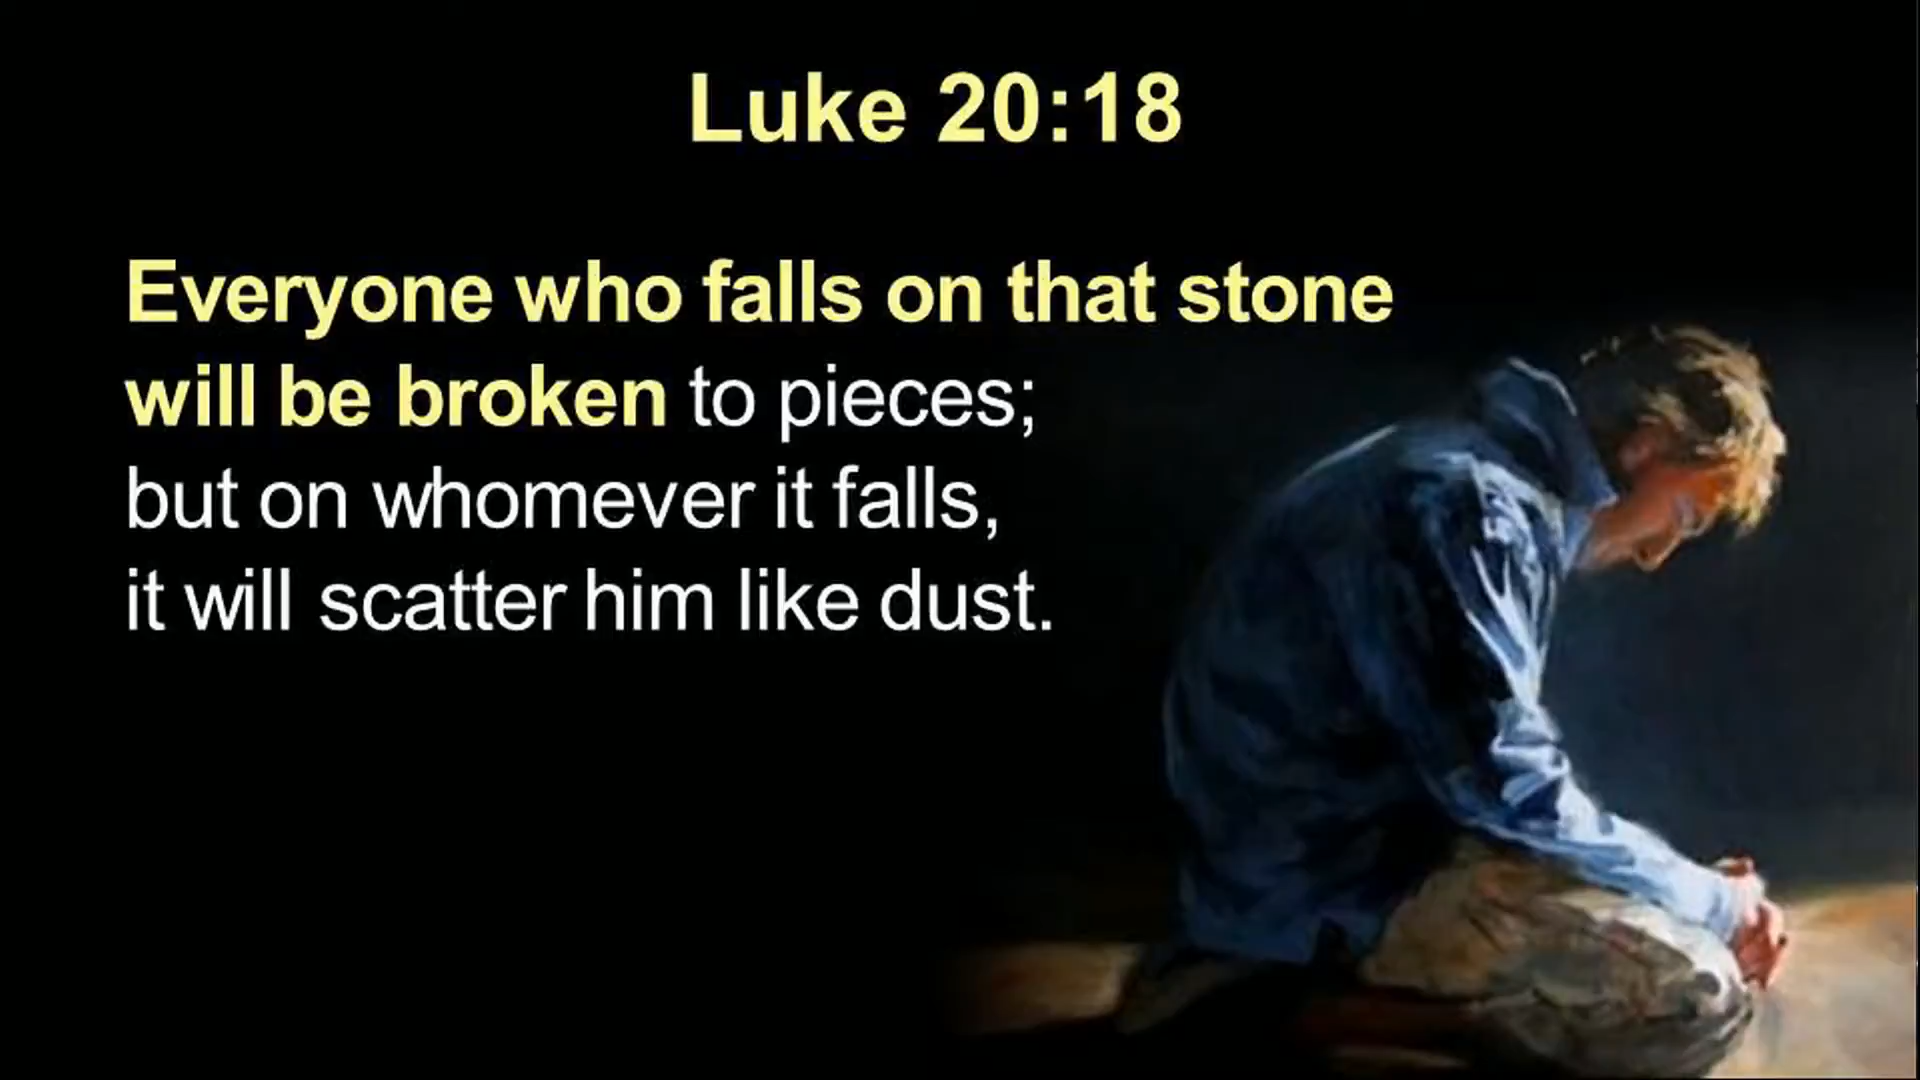 Luke 20:18
Everyone who falls on that stone
will be broken to pieces;
but on whomever it falls,
it will scatter him like dust.